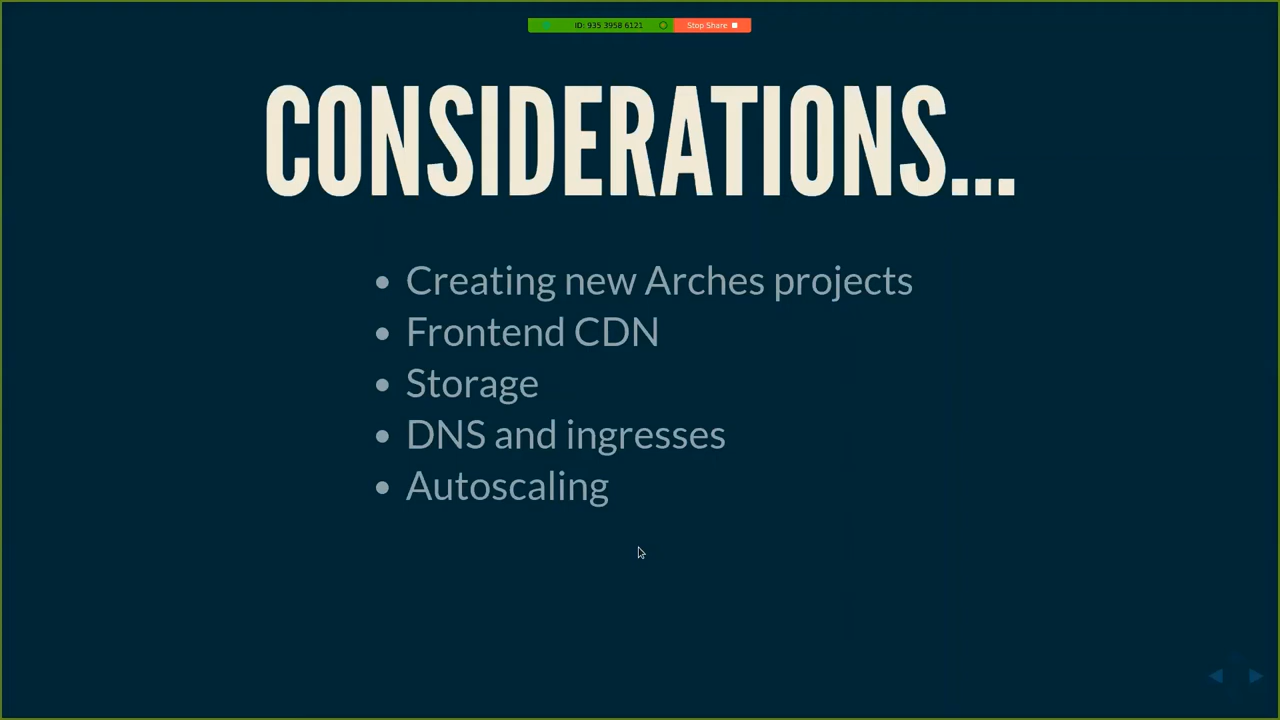 ID: 935 3958 6121 Stop Share
CONSIDERATIONS...
• Creating new Arches projects
• Frontend CDN
• Storage
• DNS and ingresses
• Autoscaling